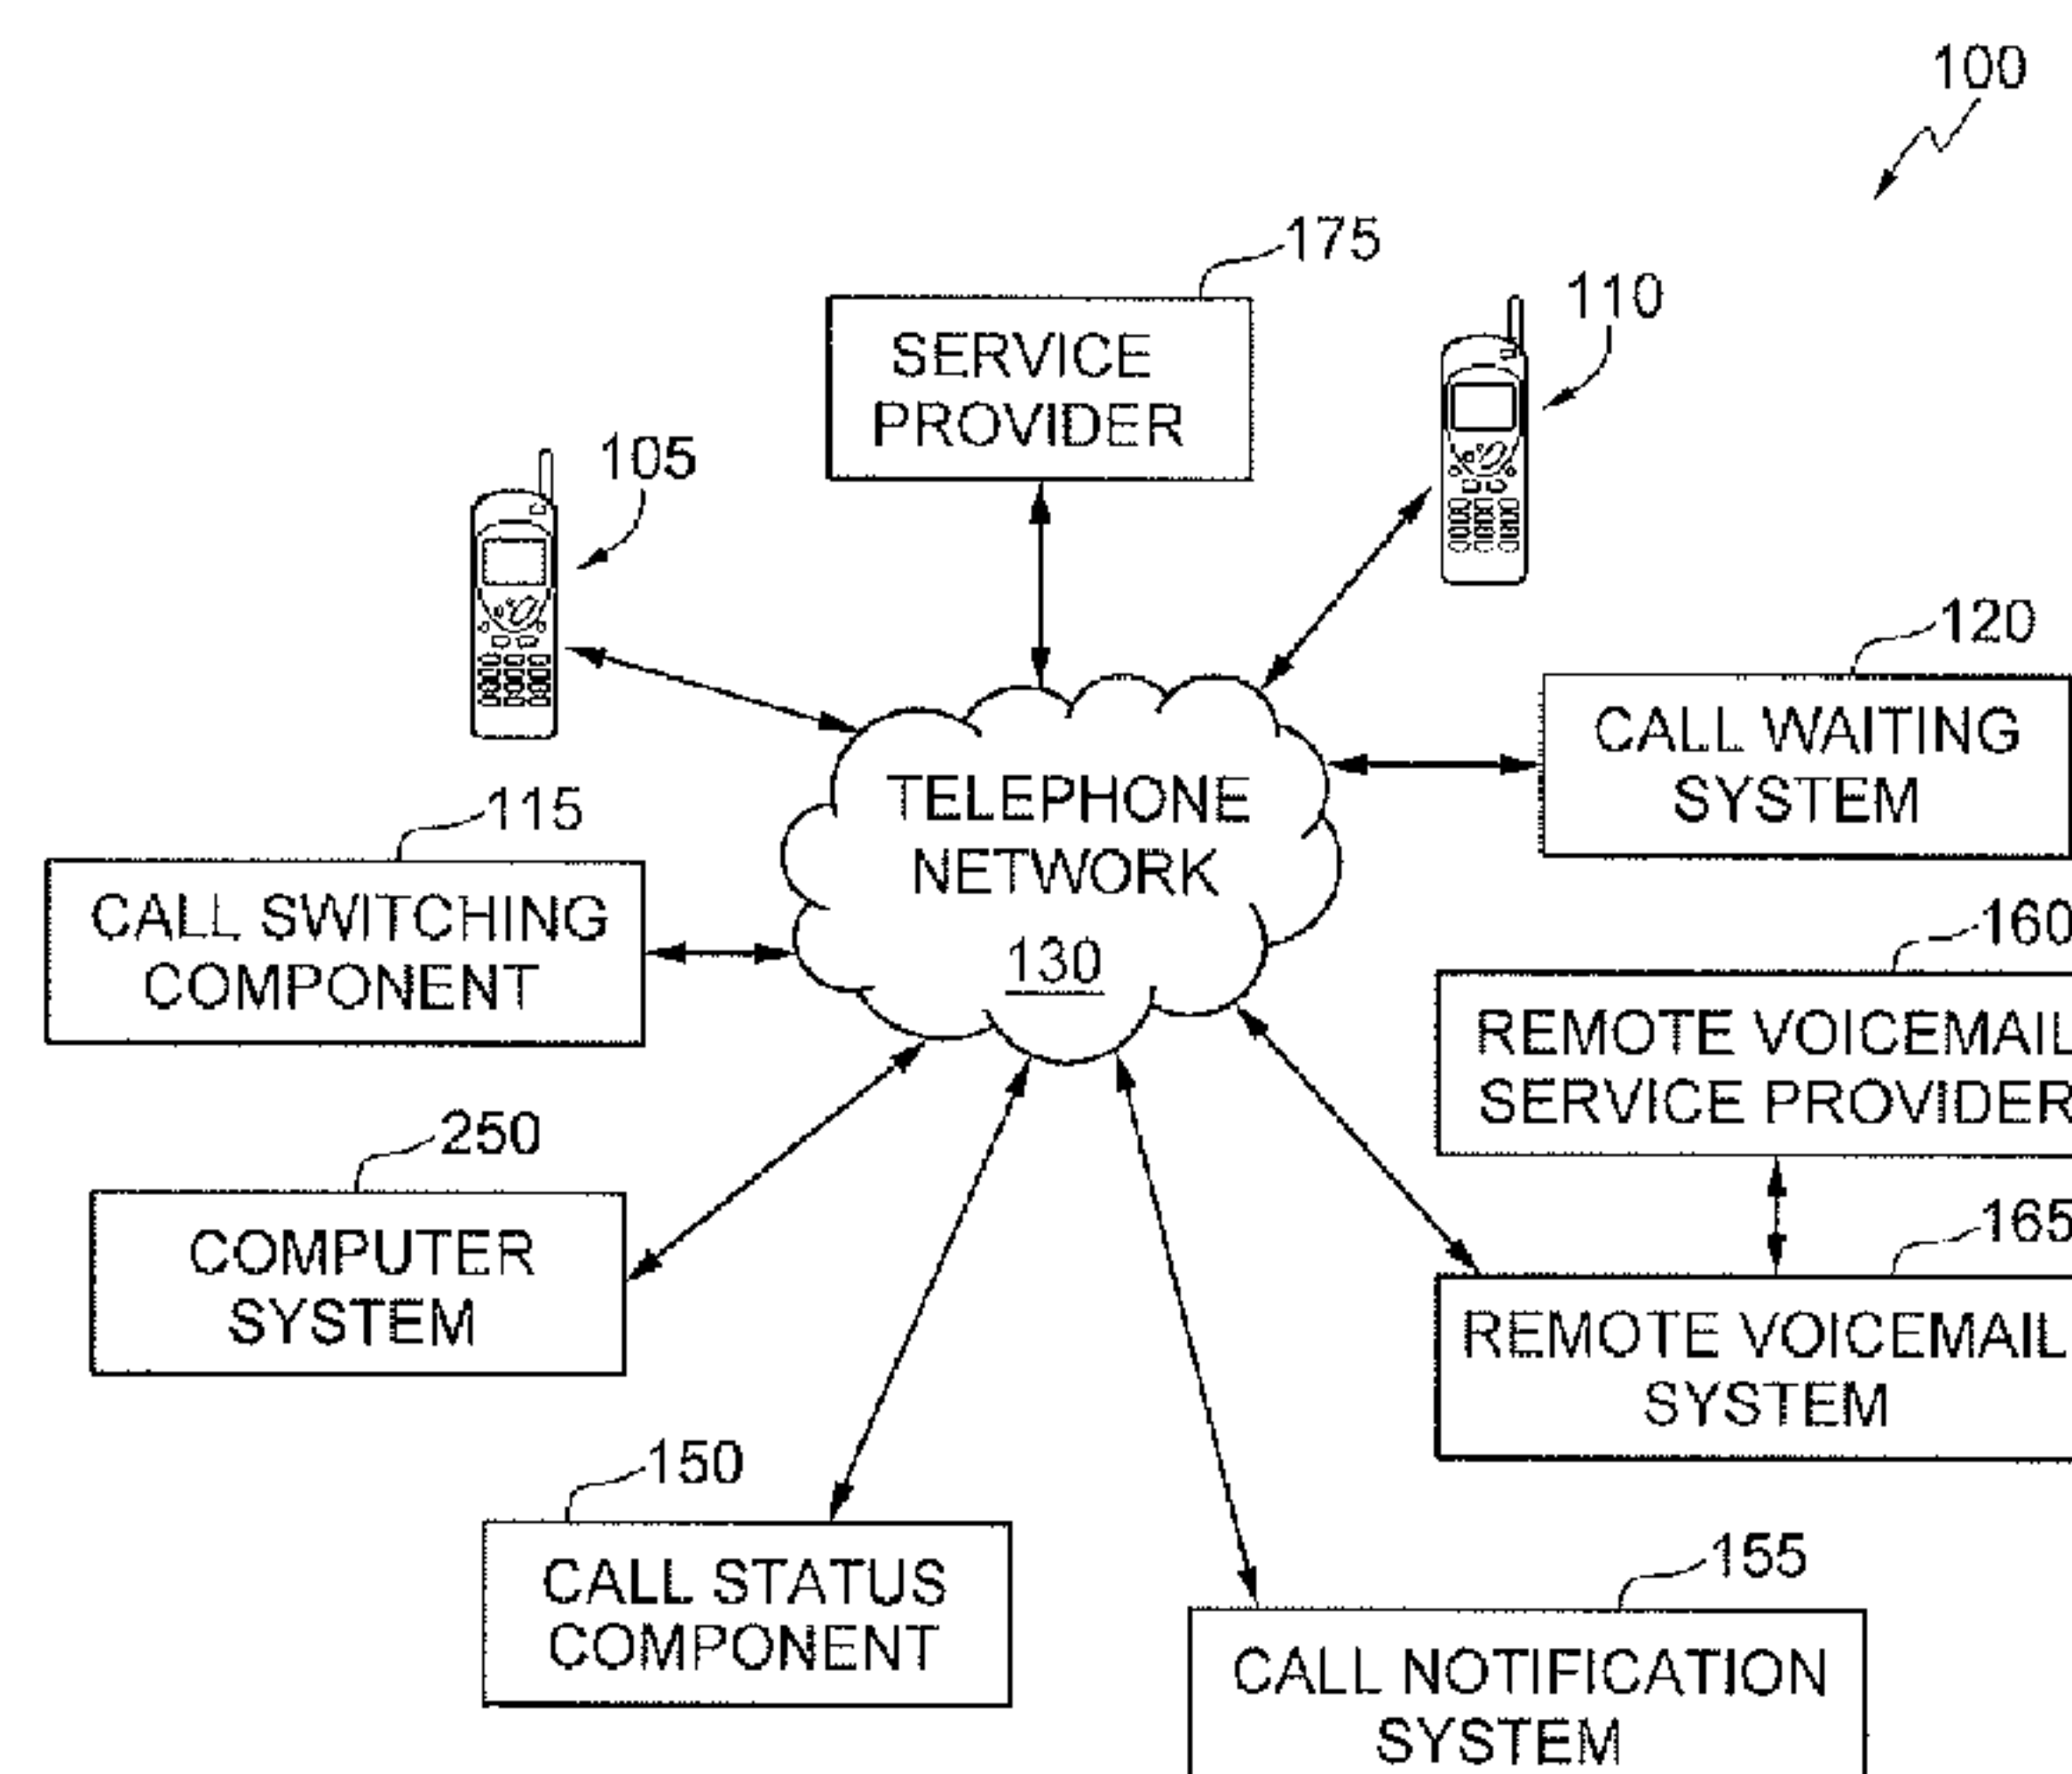 100
175
SERVICE
PROVIDER
110
105
120
CALL WAITING
SYSTEM
TELEPHONE
NETWORK
130
115
CALL SWITCHING
COMPONENT
160
REMOTE VOICEMAIL
SERVICE PROVIDER
250
COMPUTER
SYSTEM
165
REMOTE VOICEMAIL
SYSTEM
150
CALL STATUS
COMPONENT
155
CALL NOTIFICATION
SYSTEM